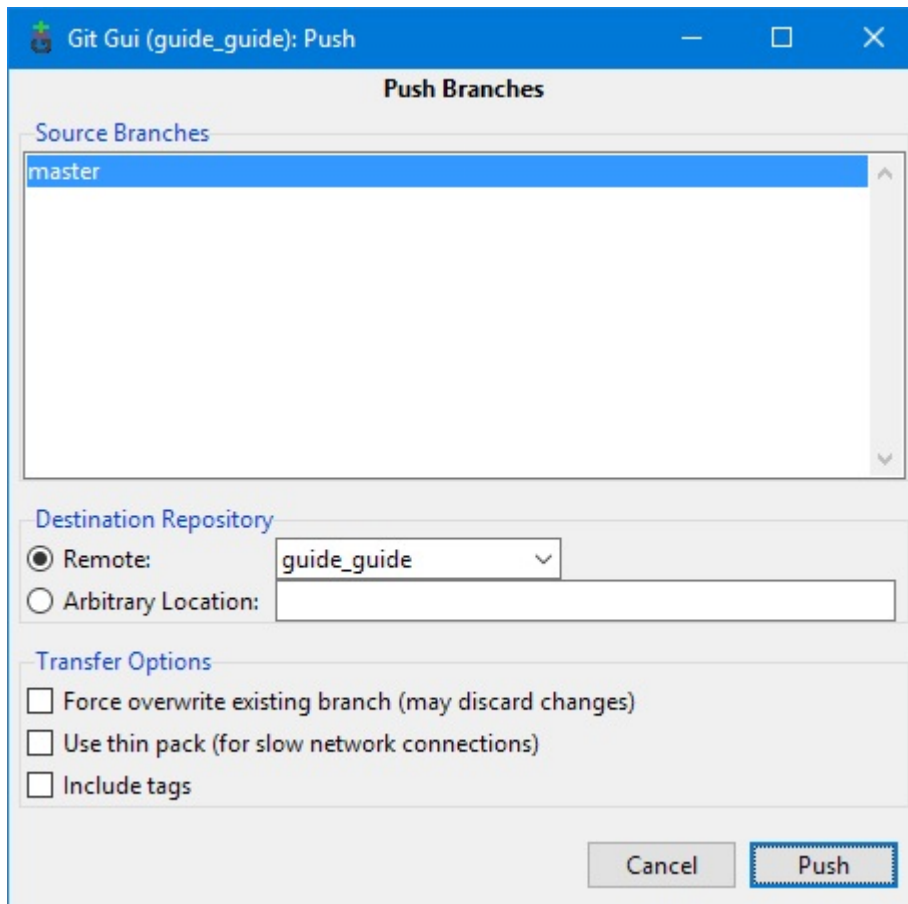 Git Gui (guide_guide): Push
Push Branches
Source Branches
master
Destination Repository
Remote: guide_guide
Arbitrary Location:
Transfer Options
Force overwrite existing branch (may discard changes)
Use thin pack (for slow network connections)
Include tags
Cancel Push